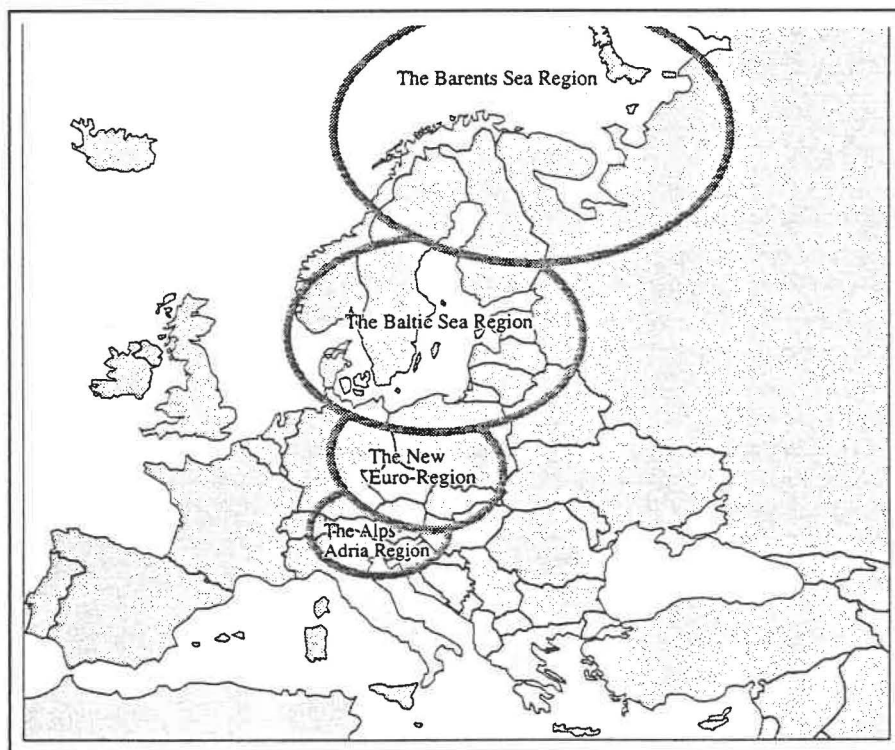 The Barents Sea Region
The Baltic Sea Region
The New
Euro-Region
The Alps
Adria Region